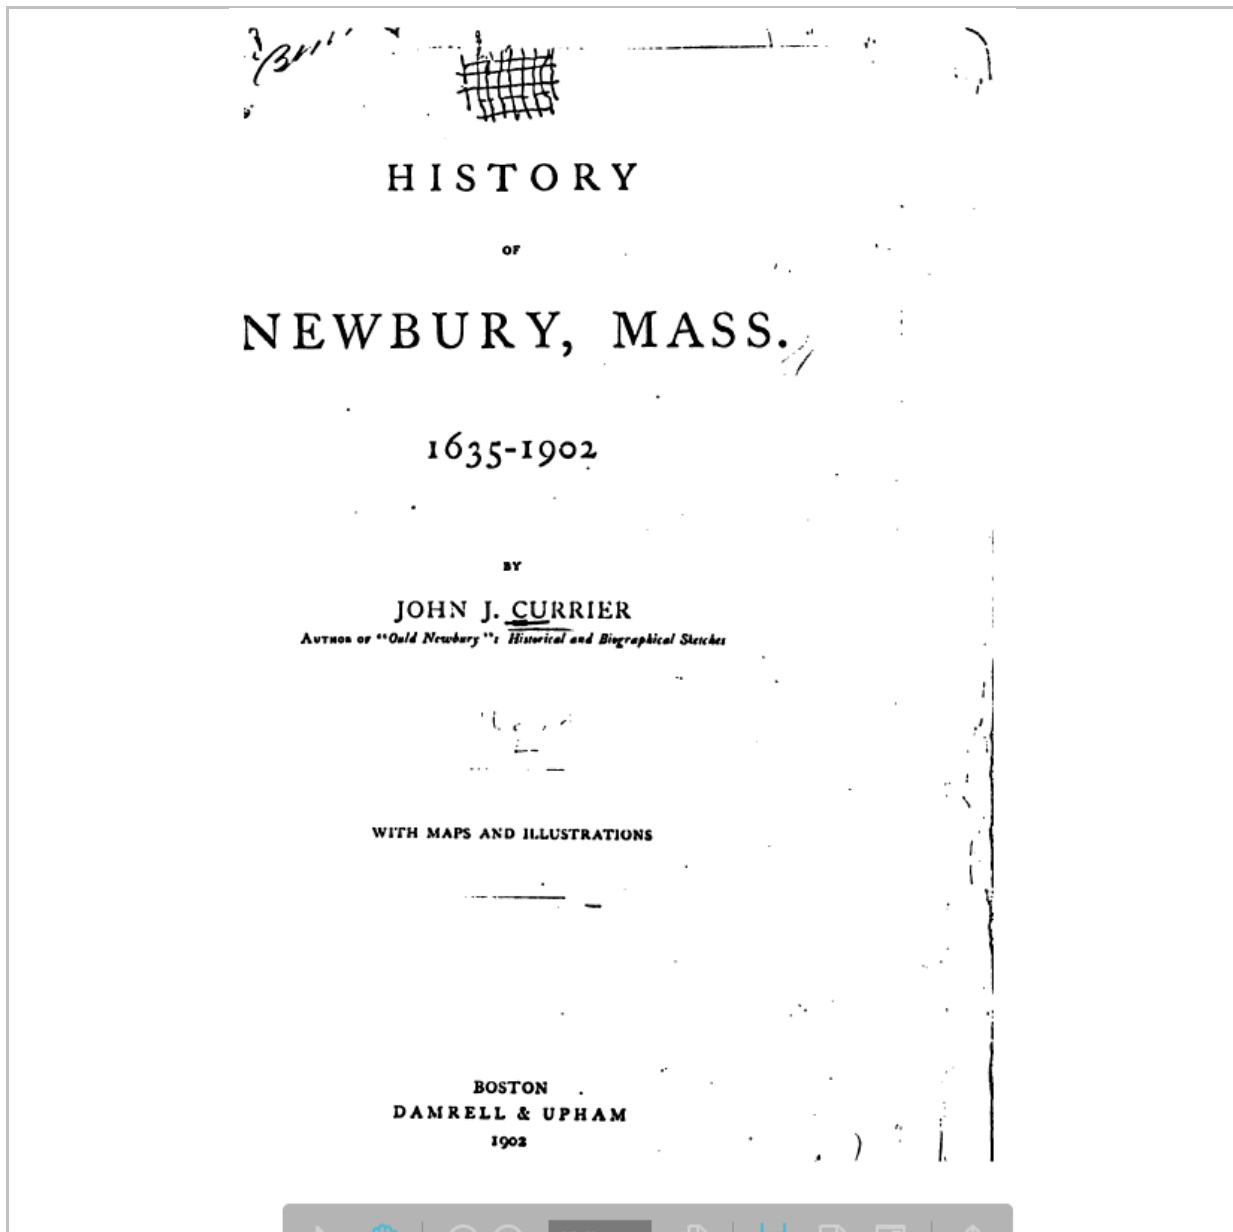 HISTORY
OF
NEWBURY, MASS.
1635-1902
BY
JOHN J. CURRIER
AUTHOR OF "Ould Newbury": Historical and Biographical Sketches
WITH MAPS AND ILLUSTRATIONS
BOSTON
DAMRELL & UPHAM
1902